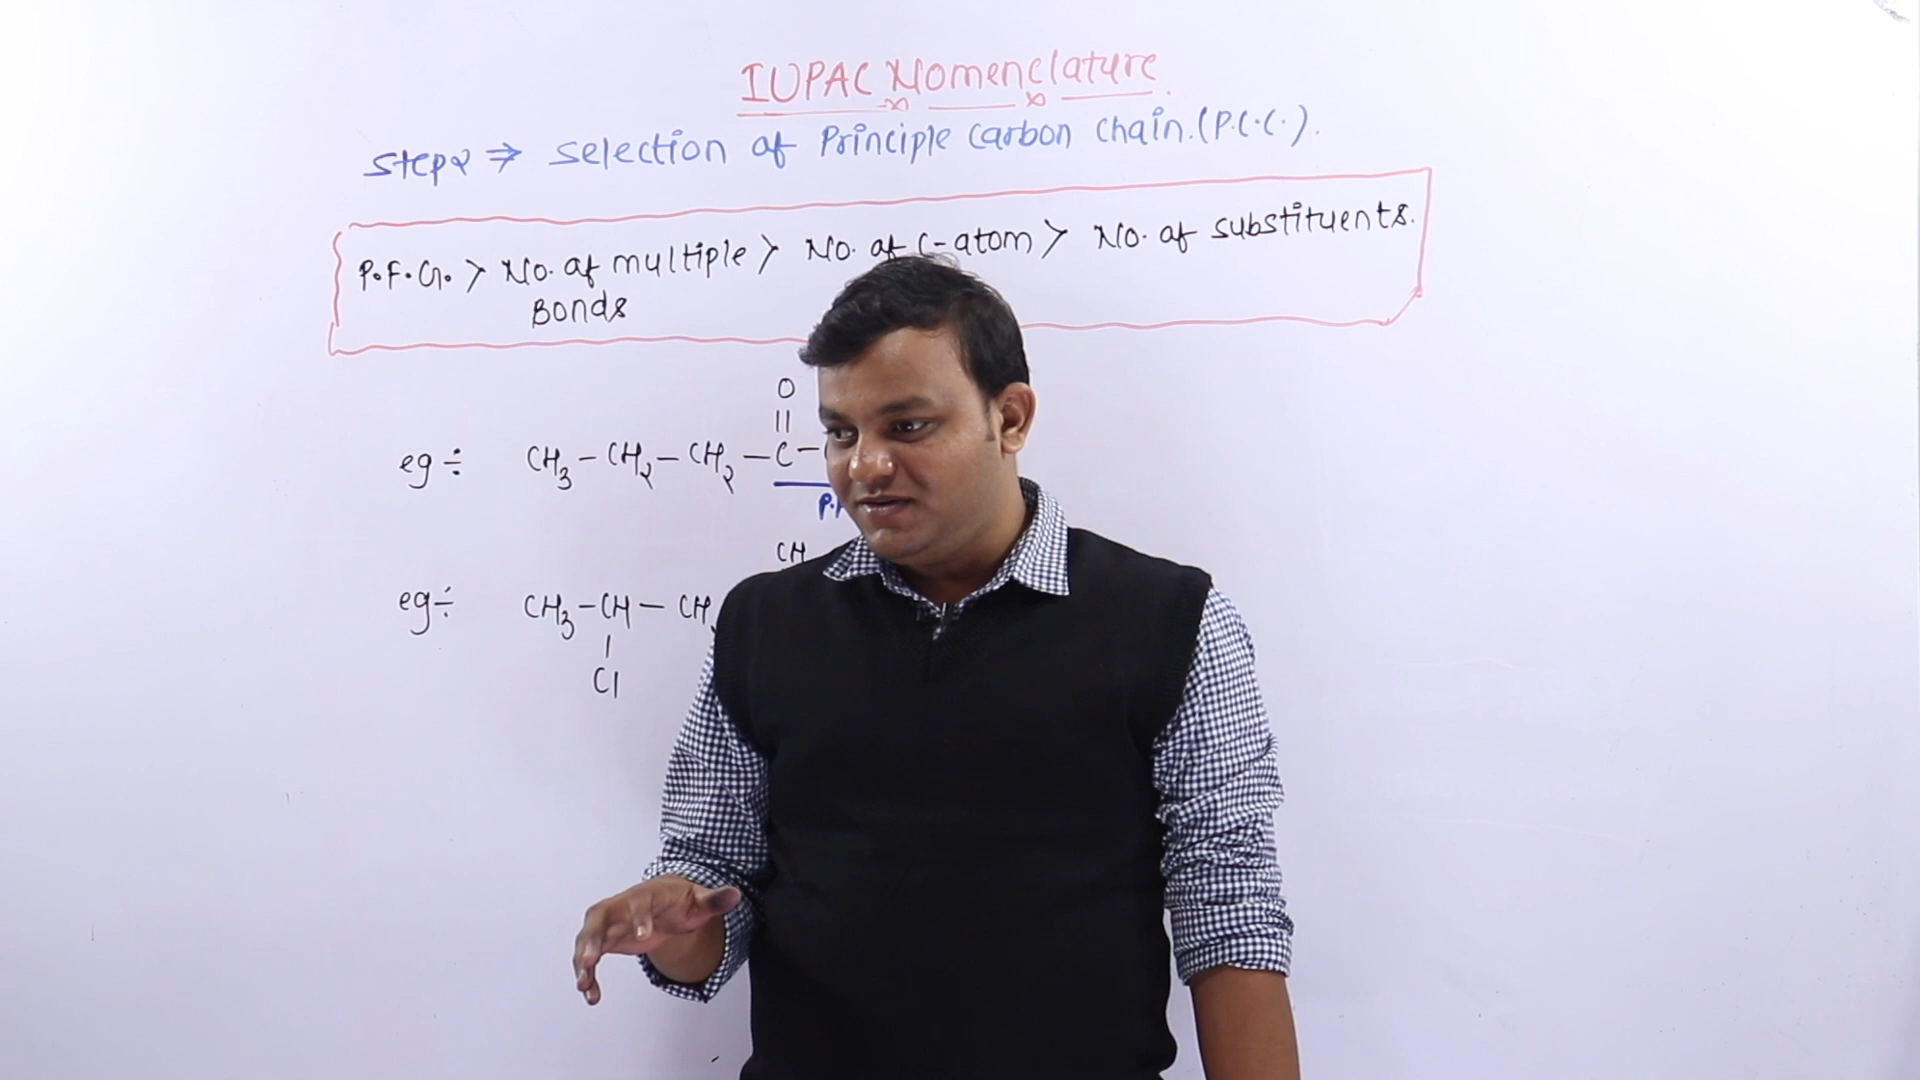 IUPAC Nomenclature.
Step2 ⇒ Selection of Principle Carbon Chain.(P.C.C.).
P.F.G. > No. of multiple > No. of C-atom > No. of substituents.
Bonds
O
||
eg ÷ CH₃ – CH₂ – CH₂ – C –
CH
eg ÷ CH₃ – CH – CH
|
Cl